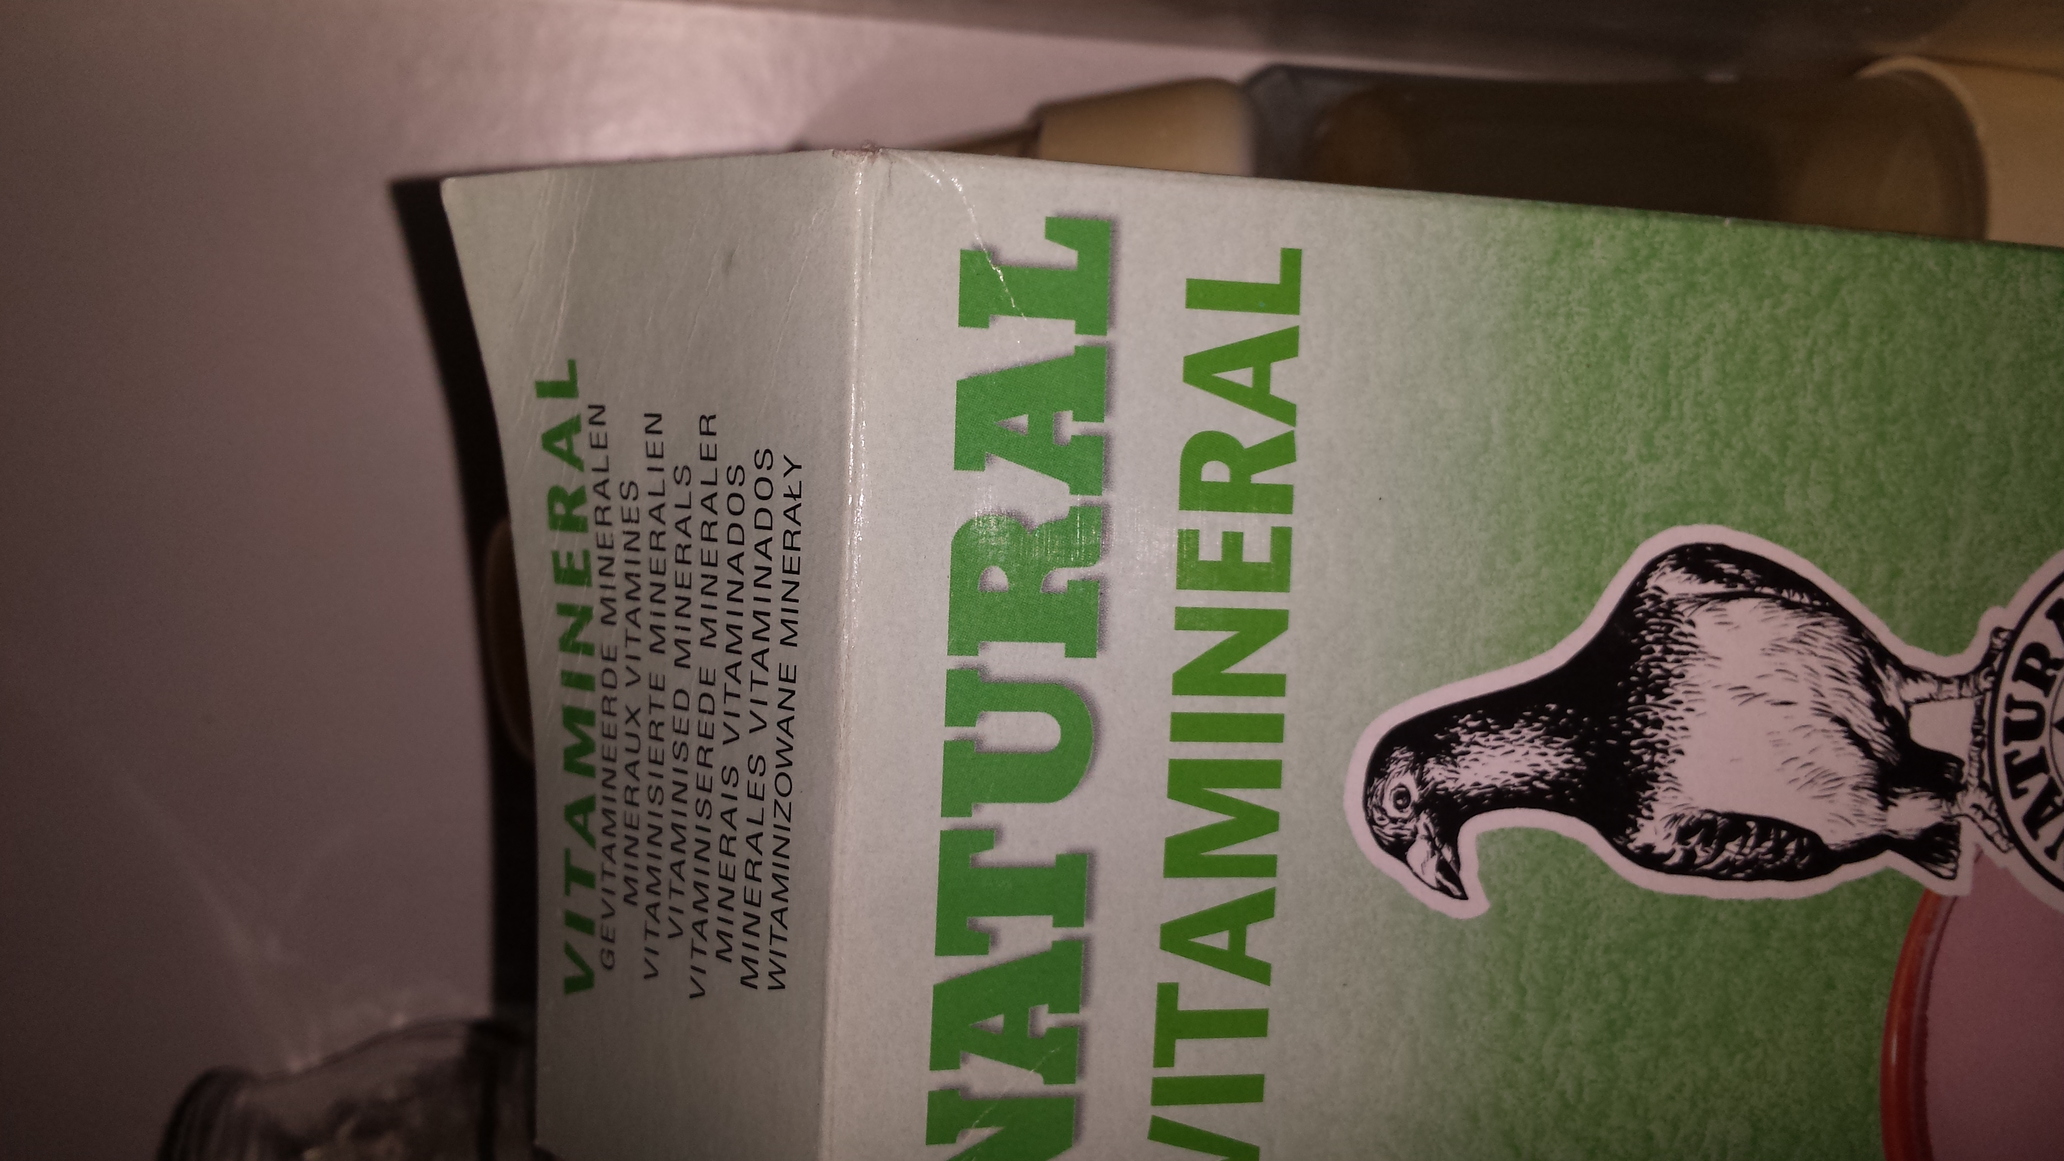 VITAMINERAL
GEVITAMINEERDE MINERALEN
MINERAUX VITAMINES
VITAMINISIERTE MINERALIEN
VITAMINISED MINERALS
VITAMINISEREDE MINERALER
MINERAIS VITAMINADOS
MINERALES VITAMINADOS
WITAMINIZOWANE MINERAŁY
NATURAL
VITAMINERAL